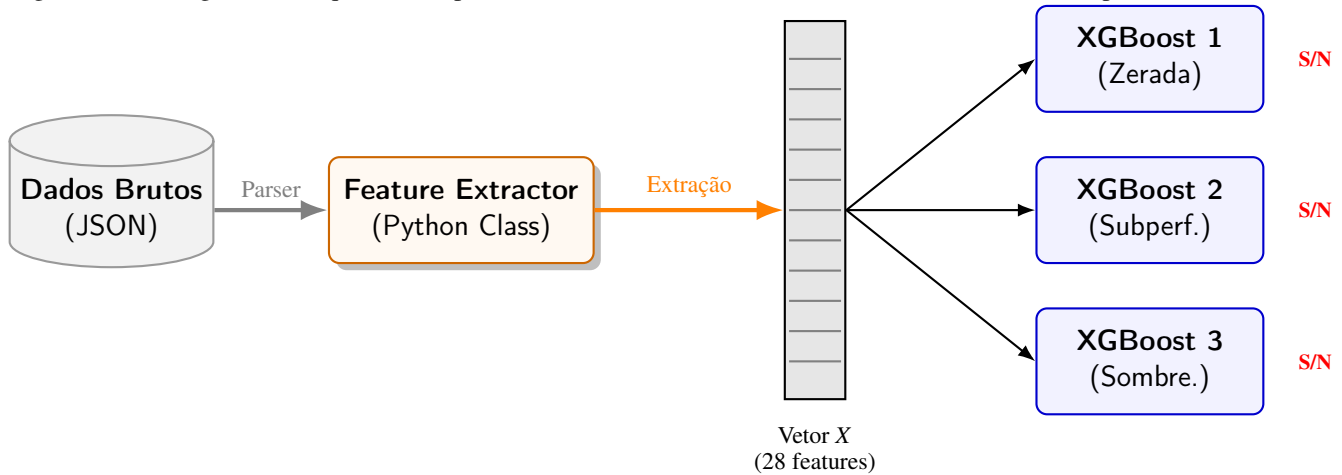 XGBoost 1
(Zerada)
S/N
Dados Brutos
(JSON)
Parser
Feature Extractor
(Python Class)
Extração
XGBoost 2
(Subperf.)
S/N
XGBoost 3
(Sombre.)
S/N
Vetor X
(28 features)